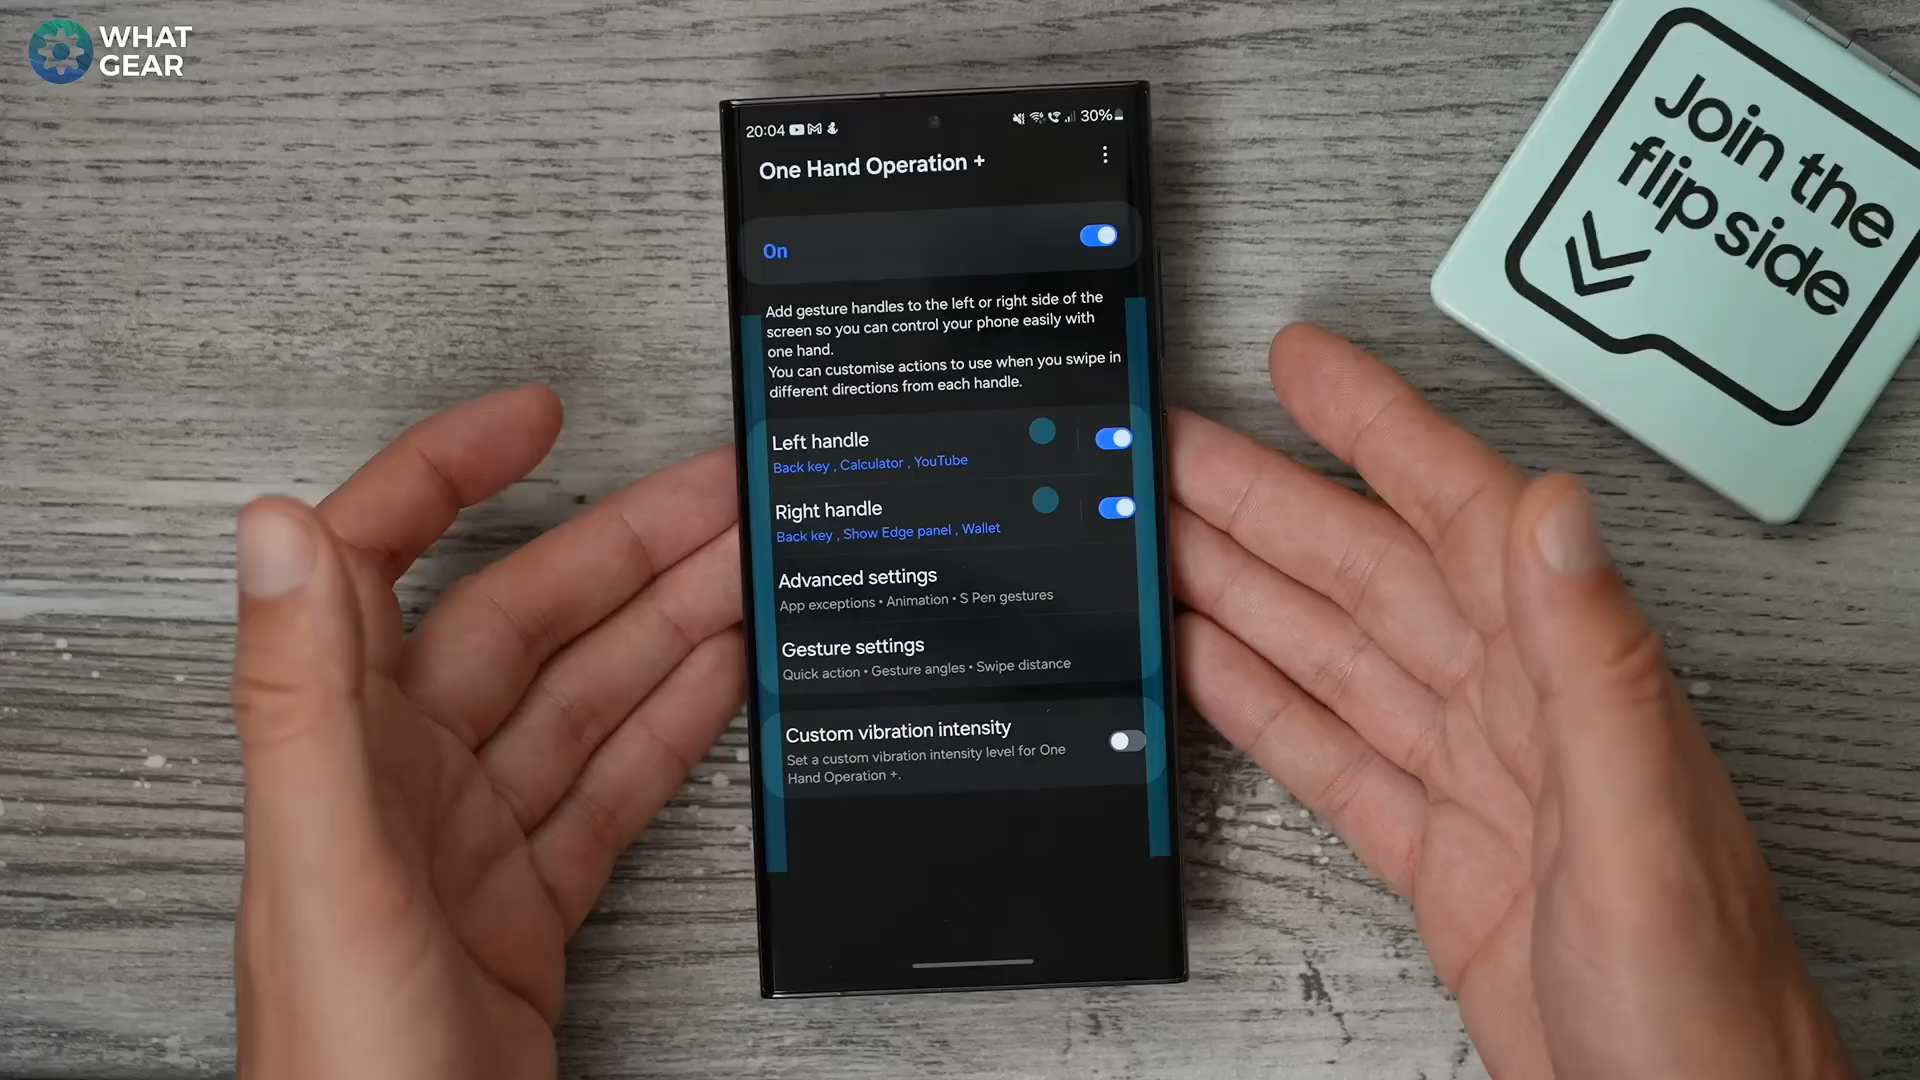 WHAT
GEAR
20:04
30%
One Hand Operation +
On
Add gesture handles to the left or right side of the
screen so you can control your phone easily with
one hand.
You can customise actions to use when you swipe in
different directions from each handle.
Left handle
Back key , Calculator , YouTube
Right handle
Back key , Show Edge panel , Wallet
Advanced settings
App exceptions • Animation • S Pen gestures
Gesture settings
Quick action • Gesture angles • Swipe distance
Custom vibration intensity
Set a custom vibration intensity level for One
Hand Operation +.
Join the
flip side